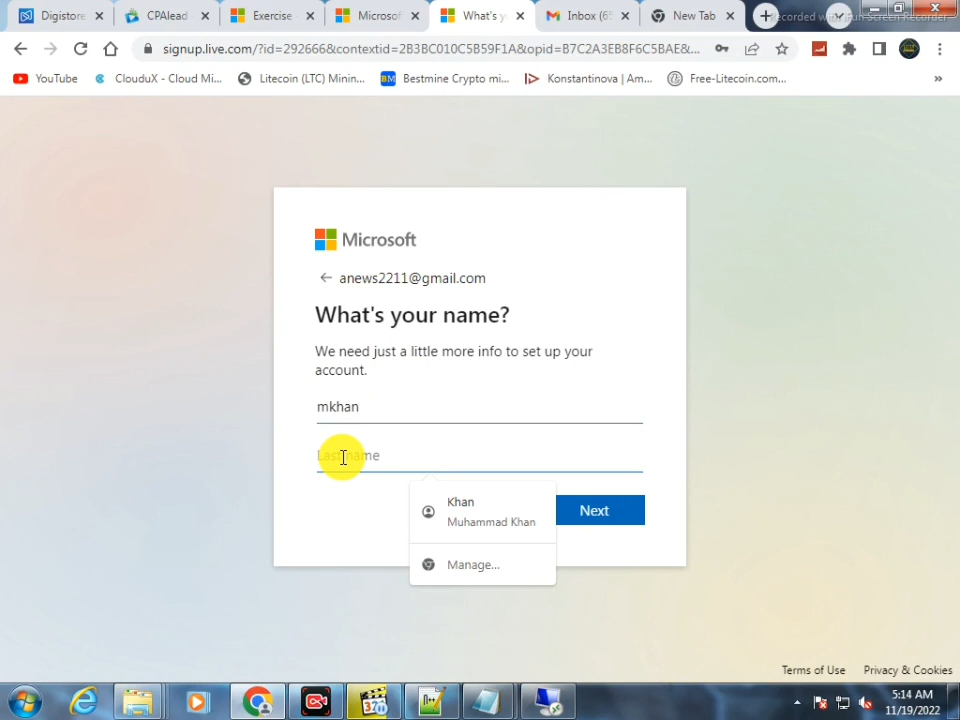 Digistore
CPAlead
Exercise
Microsof
What's y
Inbox (6
New Tab
signup.live.com/?id=292666&contextid=2B3BC010C5B59F1A&opid=B7C2A3EB8F6C5BAE&...
YouTube
ClouduX - Cloud Mi...
Litecoin (LTC) Minin...
BM Bestmine Crypto mi...
Konstantinova | Am...
Free-Litecoin.com...
»
Microsoft
anews2211@gmail.com
What's your name?
We need just a little more info to set up your
account.
mkhan
Last name
Khan
Muhammad Khan
Next
Manage...
Terms of Use
Privacy & Cookies
5:14 AM
11/19/2022